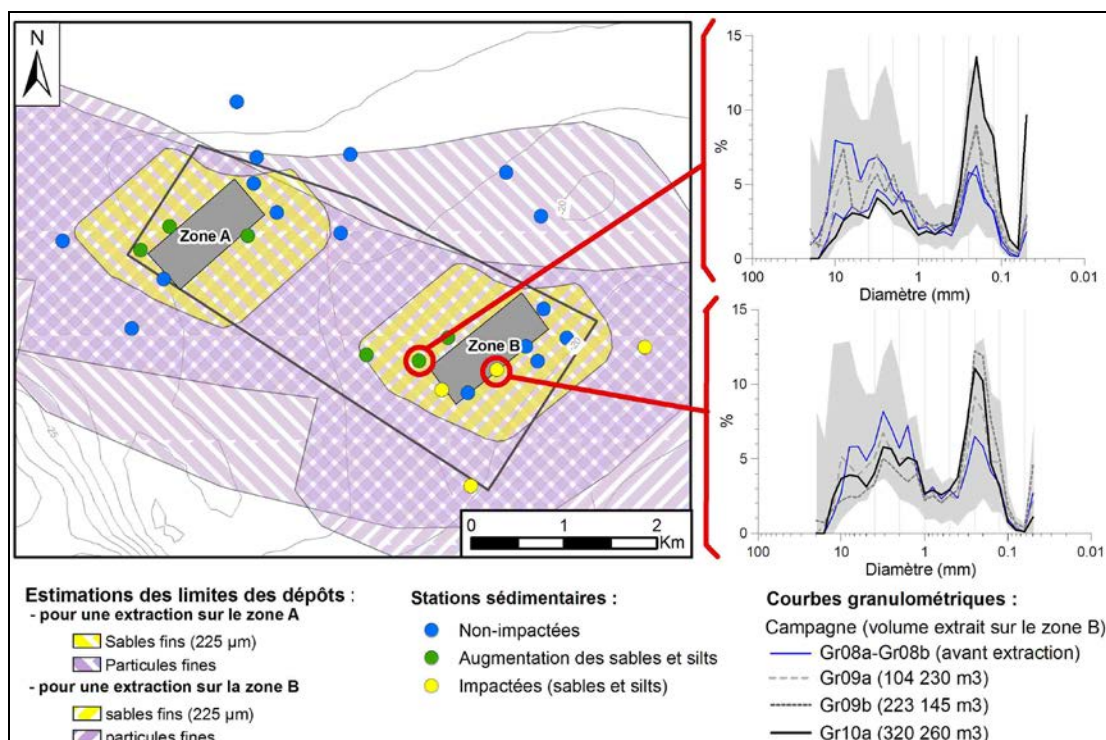 N
Zone A
Zone B
-20
-20
25
0 1 2
Km
15
10
5
0
%
100 10 1 0.1 0.01
Diamètre (mm)
15
10
5
0
%
100 10 1 0.1 0.01
Diamètre (mm)
Estimations des limites des dépôts :
- pour une extraction sur le zone A
Sables fins (225 µm)
Particules fines
- pour une extraction sur la zone B
sables fins (225 µm)
particules fines
Stations sédimentaires :
Non-impactées
Augmentation des sables et silts
Impactées (sables et silts)
Courbes granulométriques :
Campagne (volume extrait sur le zone B)
Gr08a-Gr08b (avant extraction)
Gr09a (104 230 m3)
Gr09b (223 145 m3)
Gr10a (320 260 m3)